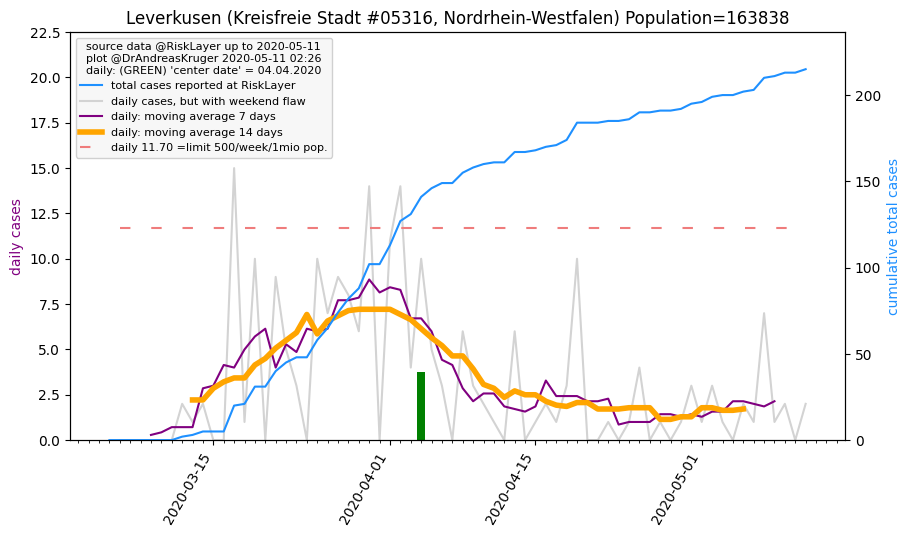 Leverkusen (Kreisfreie Stadt #05316, Nordrhein-Westfalen) Population=163838
source data @RiskLayer up to 2020-05-11
plot @DrAndreasKruger 2020-05-11 02:26
daily: (GREEN) 'center date' = 04.04.2020
total cases reported at RiskLayer
daily cases, but with weekend flaw
daily: moving average 7 days
daily: moving average 14 days
daily 11.70 =limit 500/week/1mio pop.
daily cases
22.5
20.0
17.5
15.0
12.5
10.0
7.5
5.0
2.5
0.0
200
150
100
50
0
cumulative total cases
2020-03-15
2020-04-01
2020-04-15
2020-05-01